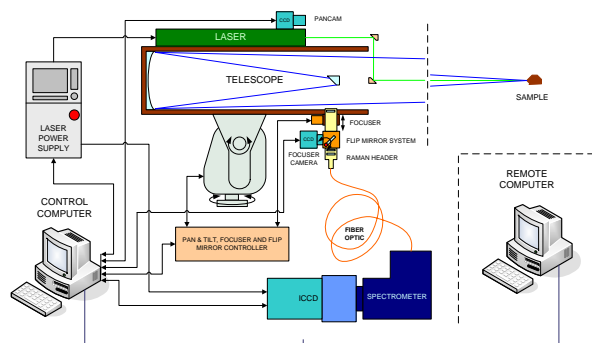 CCD
PANCAM
LASER
TELESCOPE
SAMPLE
LASER
POWER
SUPPLY
FOCUSER
CCD
FLIP MIRROR SYSTEM
FOCUSER
CAMERA
RAMAN HEADER
CONTROL
COMPUTER
REMOTE
COMPUTER
FIBER
OPTIC
PAN & TILT, FOCUSER AND FLIP
MIRROR CONTROLLER
ICCD
SPECTROMETER